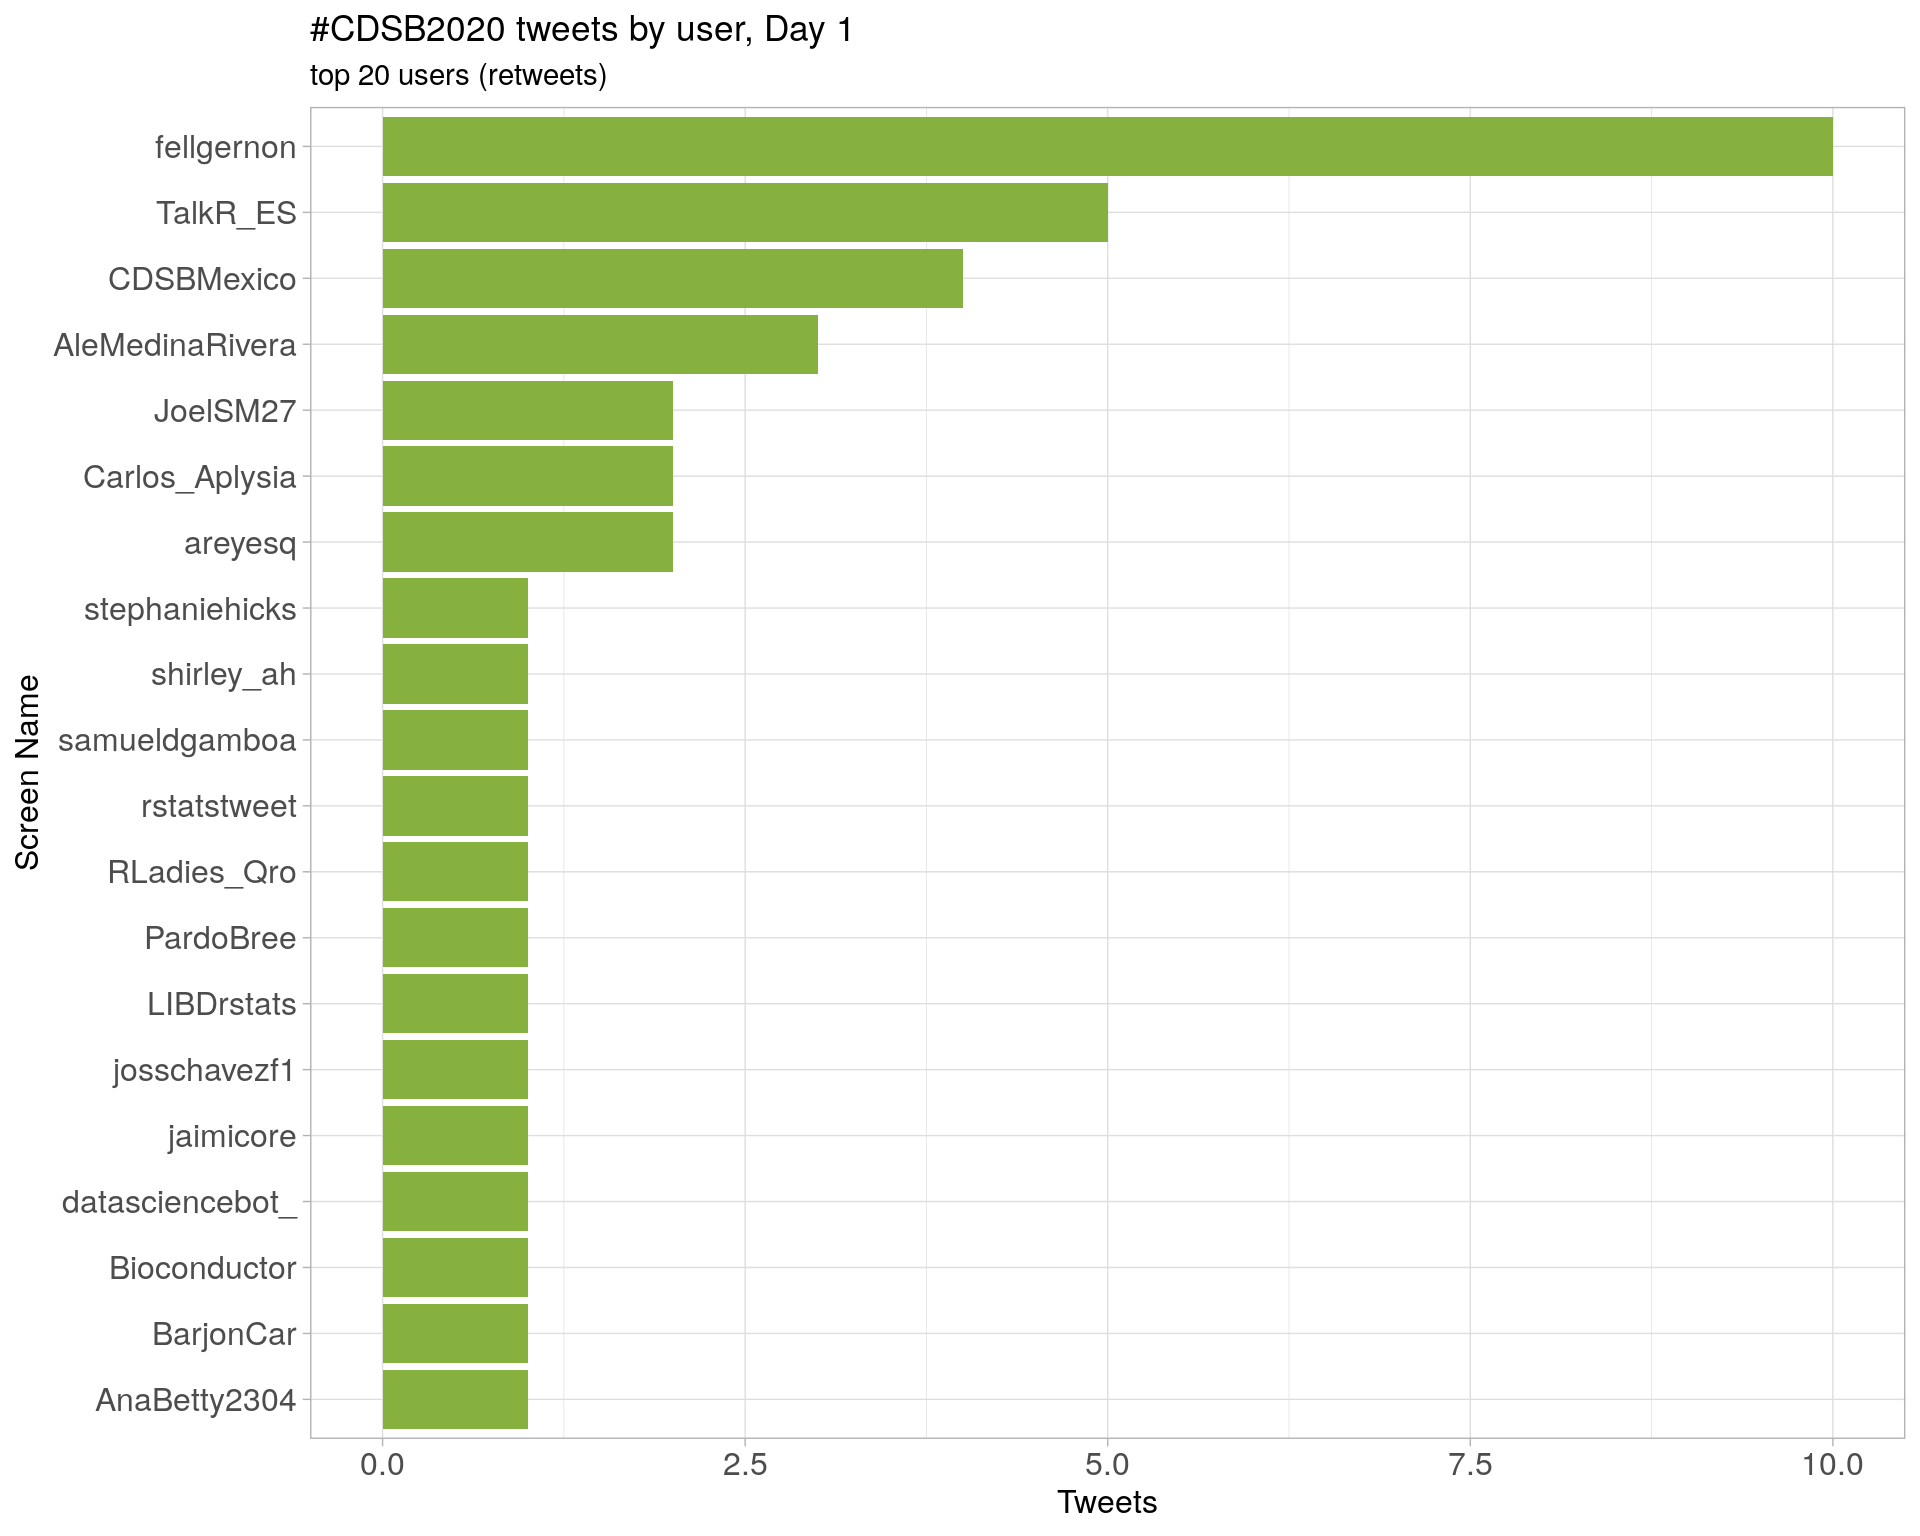 #CDSB2020 tweets by user, Day 1
top 20 users (retweets)
fellgernon
TalkR_ES
CDSBMexico
AleMedinaRivera
JoelSM27
Carlos_Aplysia
areyesq
stephaniehicks
shirley_ah
samueldgamboa
rstatstweet
RLadies_Qro
PardoBree
LIBDrstats
josschavezf1
jaimicore
datasciencebot_
Bioconductor
BarjonCar
AnaBetty2304
Screen Name
0.0 2.5 5.0 7.5 10.0
Tweets